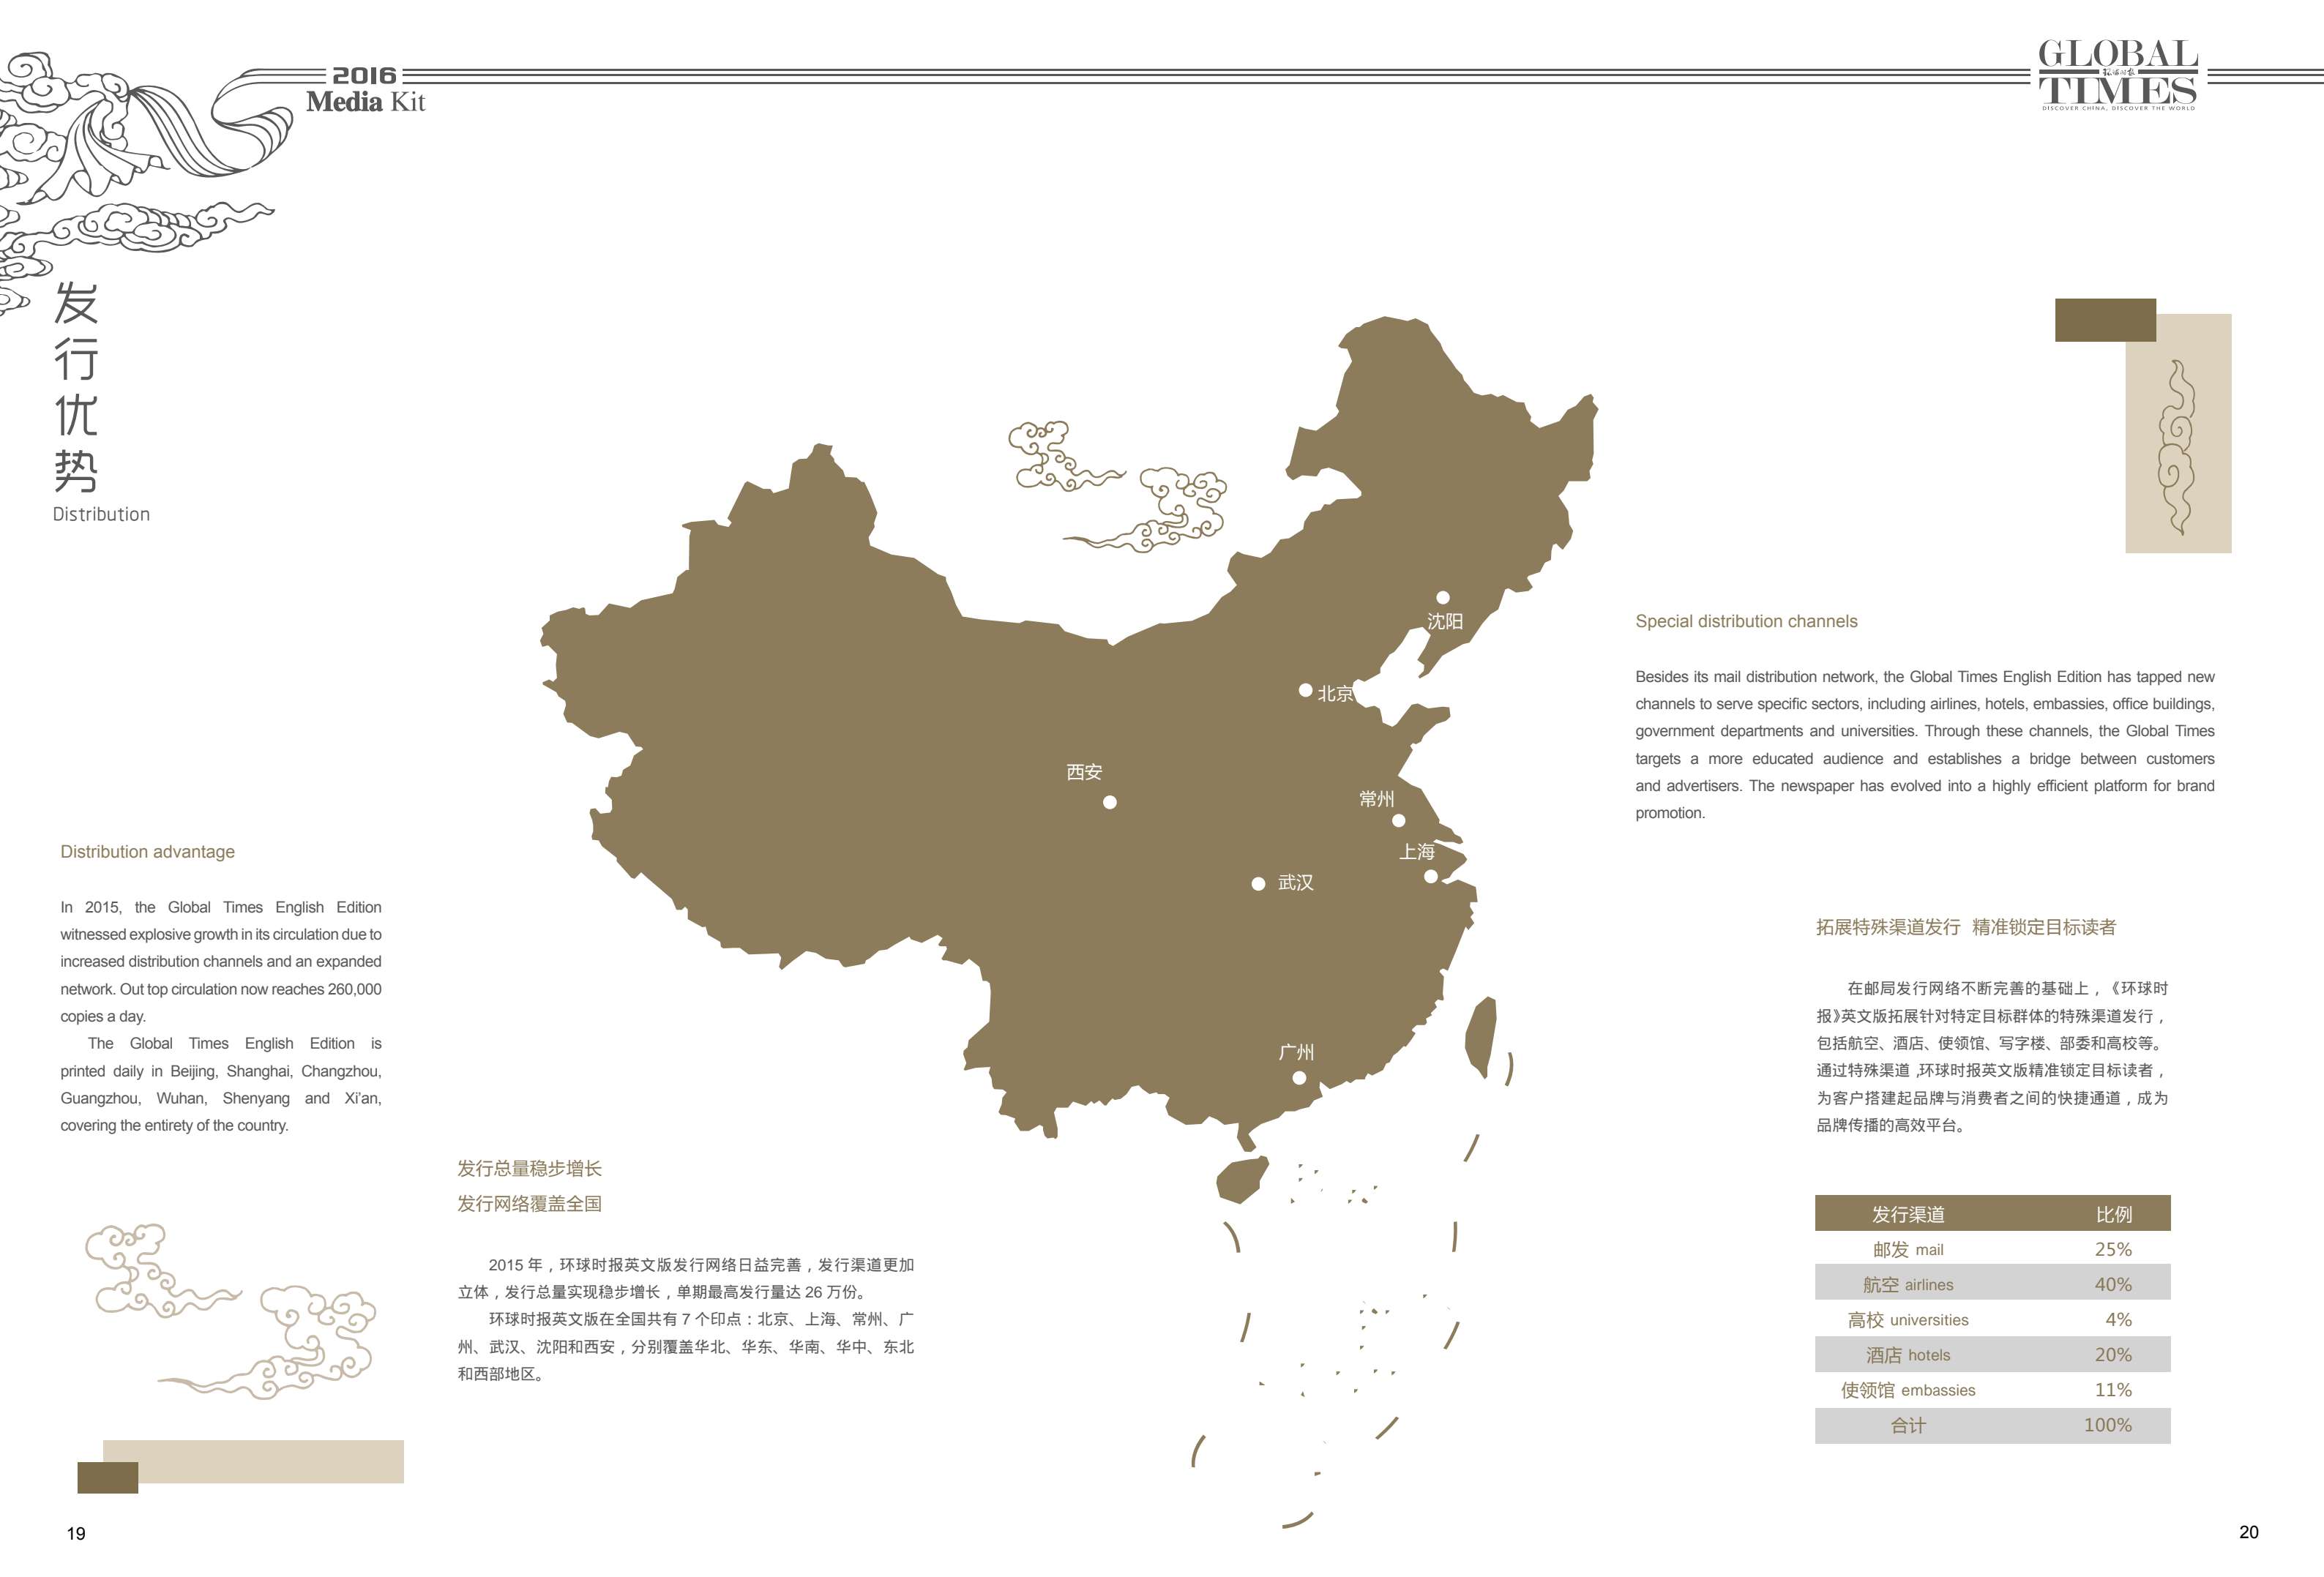 2016
Media Kit
GLOBAL
环球时报
TIMES
DISCOVER CHINA, DISCOVER THE WORLD
发
行
优
势
Distribution
Distribution advantage
In 2015, the Global Times English Edition
witnessed explosive growth in its circulation due to
increased distribution channels and an expanded
network. Out top circulation now reaches 260,000
copies a day.
The Global Times English Edition is
printed daily in Beijing, Shanghai, Changzhou,
Guangzhou, Wuhan, Shenyang and Xi'an,
covering the entirety of the country.
发行总量稳步增长
发行网络覆盖全国
2015 年，环球时报英文版发行网络日益完善，发行渠道更加
立体，发行总量实现稳步增长，单期最高发行量达 26 万份。
环球时报英文版在全国共有 7 个印点：北京、上海、常州、广
州、武汉、沈阳和西安，分别覆盖华北、华东、华南、华中、东北
和西部地区。
沈阳
北京
西安
常州
上海
武汉
广州
Special distribution channels
Besides its mail distribution network, the Global Times English Edition has tapped new
channels to serve specific sectors, including airlines, hotels, embassies, office buildings,
government departments and universities. Through these channels, the Global Times
targets a more educated audience and establishes a bridge between customers
and advertisers. The newspaper has evolved into a highly efficient platform for brand
promotion.
拓展特殊渠道发行 精准锁定目标读者
在邮局发行网络不断完善的基础上，《环球时
报》英文版拓展针对特定目标群体的特殊渠道发行，
包括航空、酒店、使领馆、写字楼、部委和高校等。
通过特殊渠道，环球时报英文版精准锁定目标读者，
为客户搭建起品牌与消费者之间的快捷通道，成为
品牌传播的高效平台。
发行渠道 比例
邮发 mail 25%
航空 airlines 40%
高校 universities 4%
酒店 hotels 20%
使领馆 embassies 11%
合计 100%
19
20